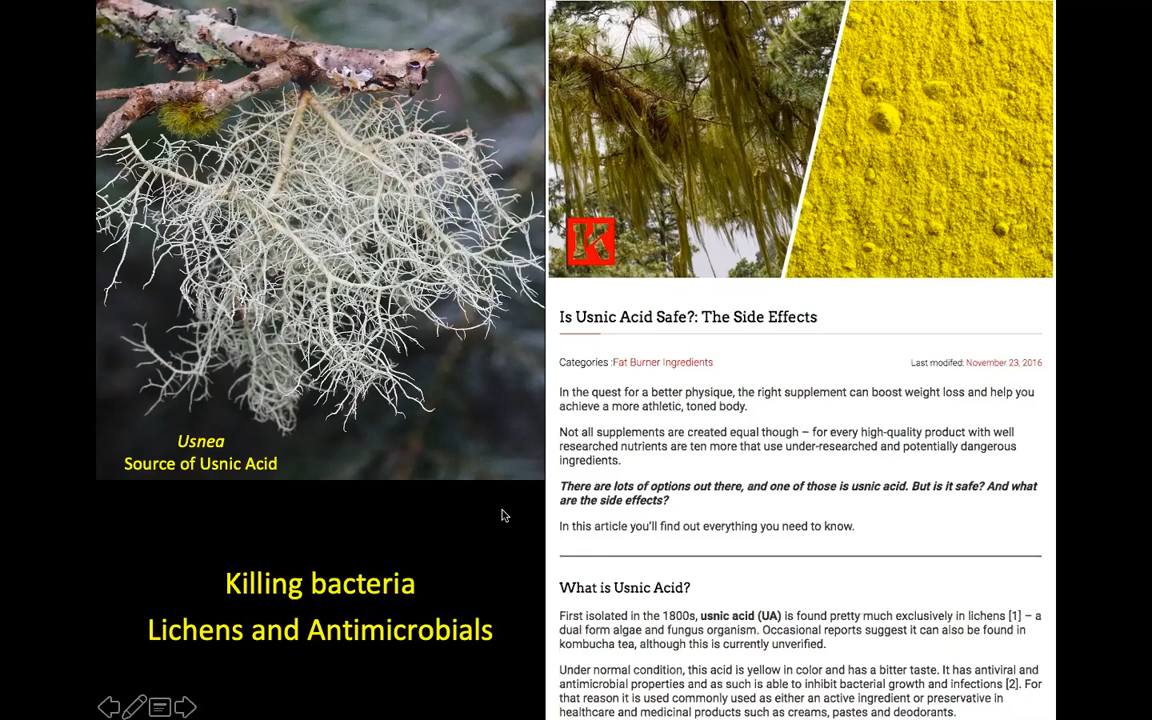 Usnea
Source of Usnic Acid
Killing bacteria
Lichens and Antimicrobials
K
Is Usnic Acid Safe?: The Side Effects
Categories :Fat Burner Ingredients
Last modifed: November 23, 2016
In the quest for a better physique, the right supplement can boost weight loss and help you
achieve a more athletic, toned body.
Not all supplements are created equal though – for every high-quality product with well
researched nutrients are ten more that use under-researched and potentially dangerous
ingredients.
There are lots of options out there, and one of those is usnic acid. But is it safe? And what
are the side effects?
In this article you'll find out everything you need to know.
What is Usnic Acid?
First isolated in the 1800s, usnic acid (UA) is found pretty much exclusively in lichens [1] – a
dual form algae and fungus organism. Occasional reports suggest it can also be found in
kombucha tea, although this is currently unverified.
Under normal condition, this acid is yellow in color and has a bitter taste. It has antiviral and
antimicrobial properties and as such is able to inhibit bacterial growth and infections [2]. For
that reason it is used commonly used as either an active ingredient or preservative in
healthcare and medicinal products such as creams, pastes and deodorants.